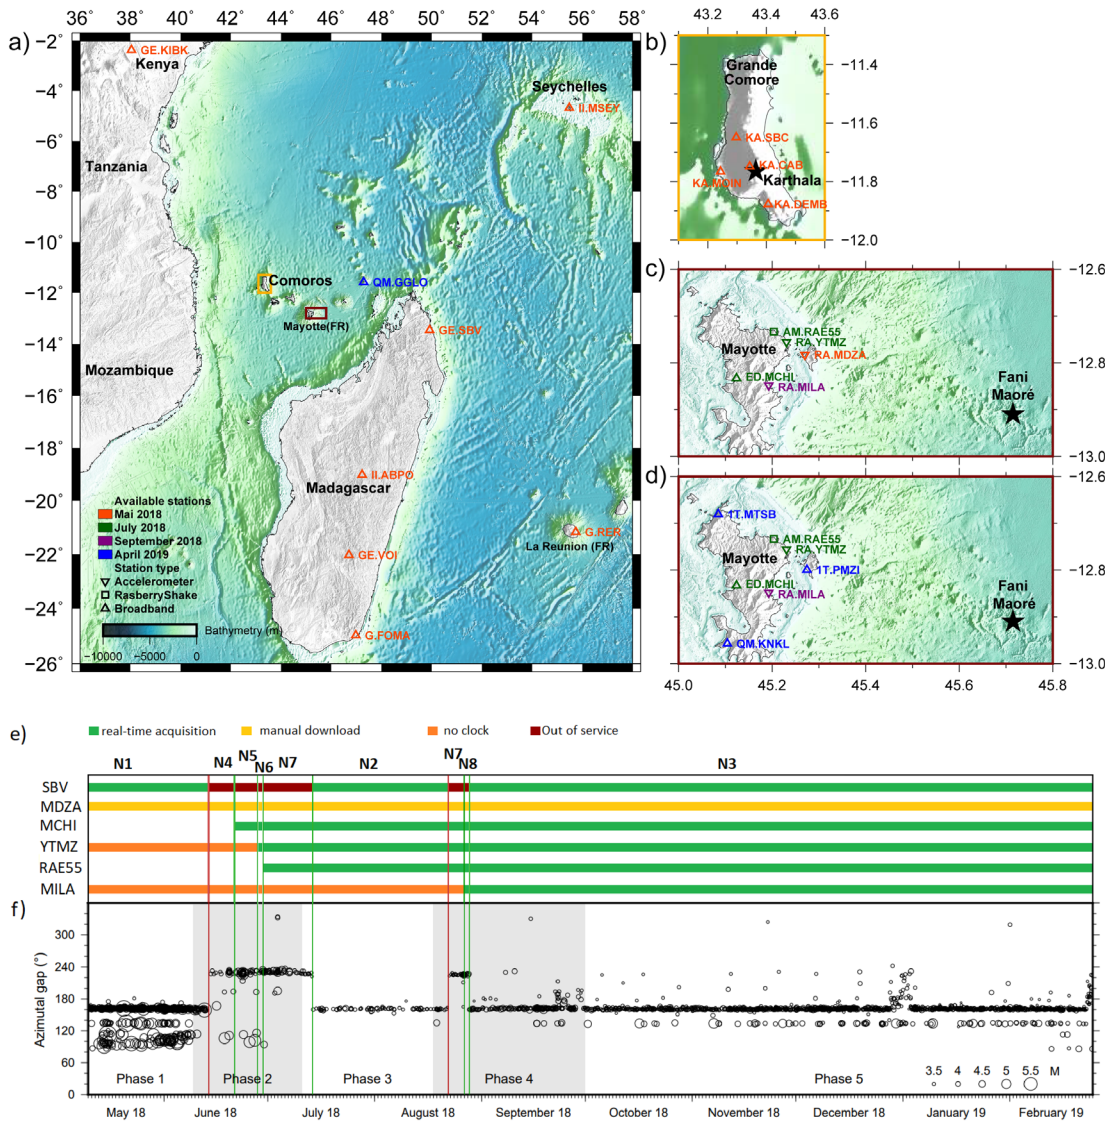 a)
36° 38° 40° 42° 44° 46° 48° 50° 52° 54° 56° 58°
−2°
−4°
−6°
−8°
−10°
−12°
−14°
−16°
−18°
−20°
−22°
−24°
−26°
GE.KIBK
Kenya
Seychelles
II.MSEY
Tanzania
Comoros
QM.GGLO
Mayotte(FR)
GE.SBV
Mozambique
II.ABPO
Madagascar
G.RER
La Reunion (FR)
GE.VOI
G.FOMA
Available stations
Mai 2018
July 2018
September 2018
April 2019
Station type
Accelerometer
RasberryShake
Broadband
Bathymetry (m)
−10000 −5000 0
b)
43.2 43.4 43.6
Grande
Comore
KA.SBC
KA.CAB
KA.MOIN
Karthala
KA.DEMB
−11.4
−11.6
−11.8
−12.0
c)
AM.RAE55
RA.YTMZ
Mayotte
RA.MDZA
ED.MCHI
RA.MILA
Fani
Maoré
−12.6
−12.8
−13.0
d)
1T.MTSB
AM.RAE55
RA.YTMZ
Mayotte
1T.PMZI
ED.MCHI
RA.MILA
QM.KNKL
Fani
Maoré
−12.6
−12.8
−13.0
45.0 45.2 45.4 45.6 45.8
e)
real-time acquisition manual download no clock Out of service
N1 N4 N5 N6 N7 N2 N7 N8 N3
SBV
MDZA
MCHI
YTMZ
RAE55
MILA
f)
Azimutal gap (°)
300
240
180
120
60
0
3.5 4 4.5 5 5.5 M
Phase 1 Phase 2 Phase 3 Phase 4 Phase 5
May 18 June 18 July 18 August 18 September 18 October 18 November 18 December 18 January 19 February 19